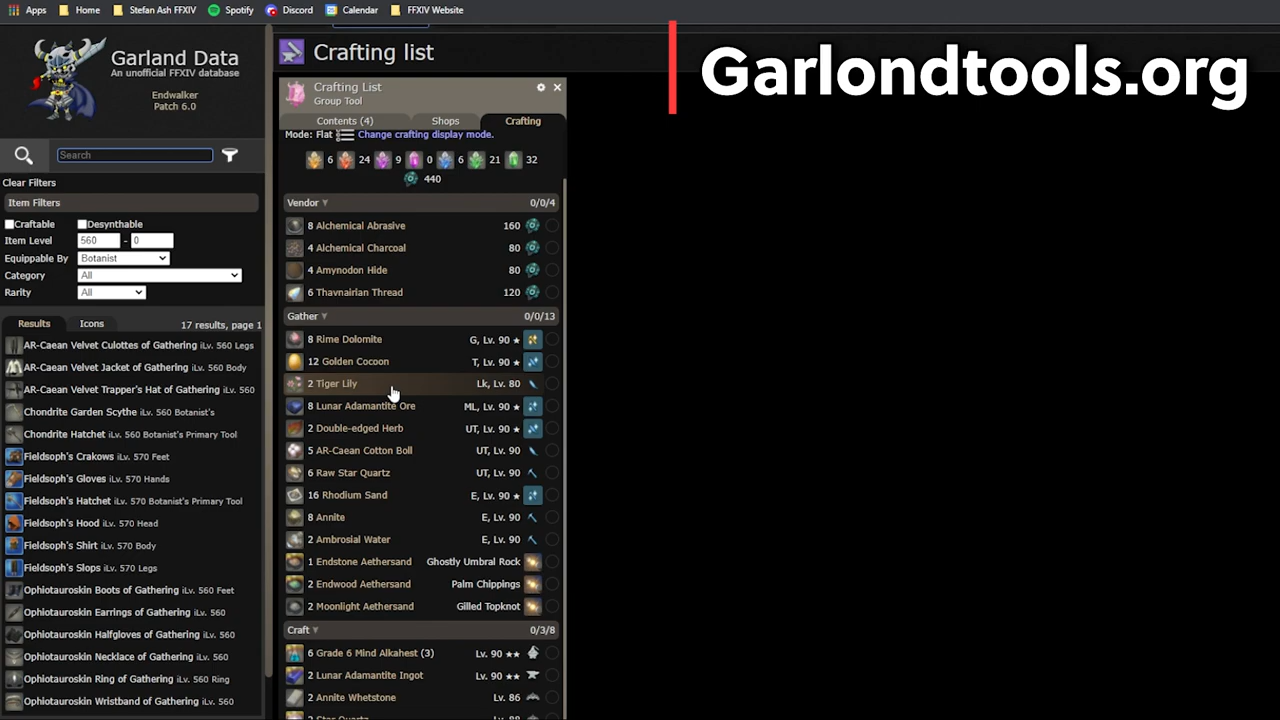 Apps Home Stefan Ash FFXIV Spotify Discord Calendar FFXIV Website
Garland Data
An unofficial FFXIV database
Endwalker
Patch 6.0
Search
Clear Filters
Item Filters
Craftable Desynthable
Item Level 560 - 0
Equippable By Botanist
Category All
Rarity All
Results Icons 17 results, page 1
AR-Caean Velvet Culottes of Gathering iLv. 560 Legs
AR-Caean Velvet Jacket of Gathering iLv. 560 Body
AR-Caean Velvet Trapper's Hat of Gathering iLv. 560
Chondrite Garden Scythe iLv. 560 Botanist's
Chondrite Hatchet iLv. 560 Botanist's Primary Tool
Fieldsoph's Crakows iLv. 570 Feet
Fieldsoph's Gloves iLv. 570 Hands
Fieldsoph's Hatchet iLv. 570 Botanist's Primary Tool
Fieldsoph's Hood iLv. 570 Head
Fieldsoph's Shirt iLv. 570 Body
Fieldsoph's Slops iLv. 570 Legs
Ophiotauroskin Boots of Gathering iLv. 560 Feet
Ophiotauroskin Earrings of Gathering iLv. 560
Ophiotauroskin Halfgloves of Gathering iLv. 560
Ophiotauroskin Necklace of Gathering iLv. 560
Ophiotauroskin Ring of Gathering iLv. 560 Ring
Ophiotauroskin Wristband of Gathering iLv. 560
Crafting list
Crafting List
Group Tool
Contents (4) Shops Crafting
Mode: Flat Change crafting display mode.
6 24 9 0 6 21 32
440
Vendor 0/0/4
8 Alchemical Abrasive 160
4 Alchemical Charcoal 80
4 Amynodon Hide 80
6 Thavnairian Thread 120
Gather 0/0/13
8 Rime Dolomite G, Lv. 90 ★
12 Golden Cocoon T, Lv. 90 ★
2 Tiger Lily Lk, Lv. 80
8 Lunar Adamantite Ore ML, Lv. 90 ★
2 Double-edged Herb UT, Lv. 90 ★
5 AR-Caean Cotton Boll UT, Lv. 90
6 Raw Star Quartz UT, Lv. 90
16 Rhodium Sand E, Lv. 90 ★
8 Annite E, Lv. 90
2 Ambrosial Water E, Lv. 90
1 Endstone Aethersand Ghostly Umbral Rock
2 Endwood Aethersand Palm Chippings
2 Moonlight Aethersand Gilled Topknot
Craft 0/3/8
6 Grade 6 Mind Alkahest (3) Lv. 90 ★★
2 Lunar Adamantite Ingot Lv. 90 ★★
2 Annite Whetstone Lv. 86
2 Star Quartz Lv. 88
Garlondtools.org